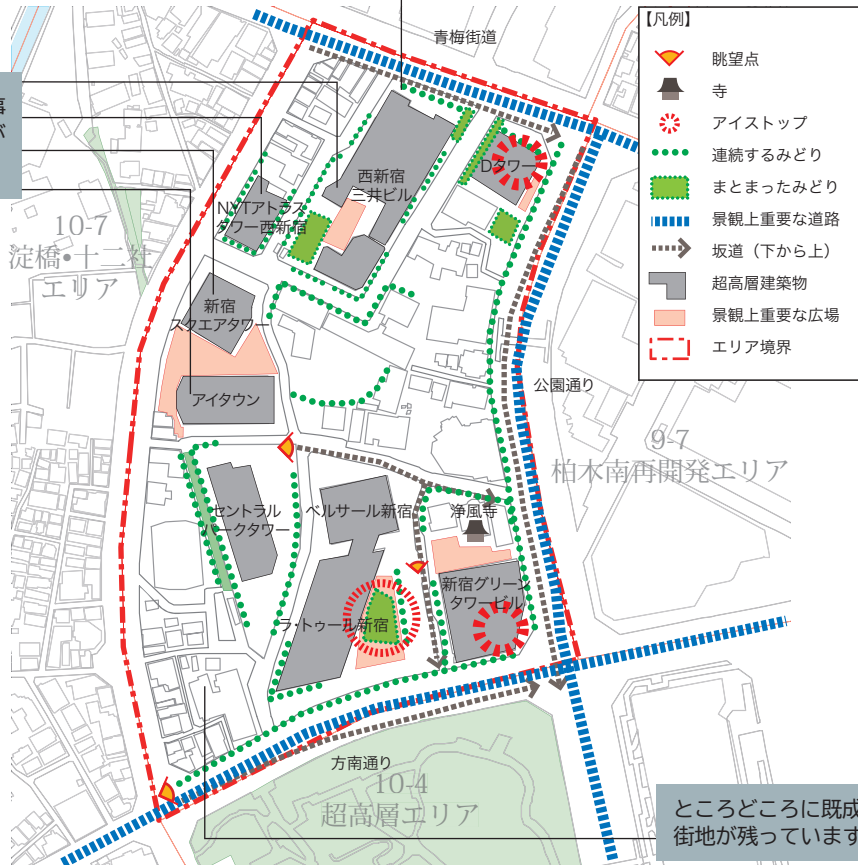 青梅街道
【凡例】
眺望点
寺
アイストップ
連続するみどり
まとまったみどり
景観上重要な道路
坂道（下から上）
超高層建築物
景観上重要な広場
エリア境界
事
が
西新宿
三井ビル
Dタワー
NYTアトラス
タワー西新宿
10-7
淀橋・十二社
エリア
新宿
スクエアタワー
アイタウン
公園通り
9-7
柏木南再開発エリア
セントラル
パークタワー
ベルサール新宿
浄風寺
新宿グリーン
タワービル
ラ・トゥール新宿
方南通り
10-4
超高層エリア
ところどころに既成
街地が残っています